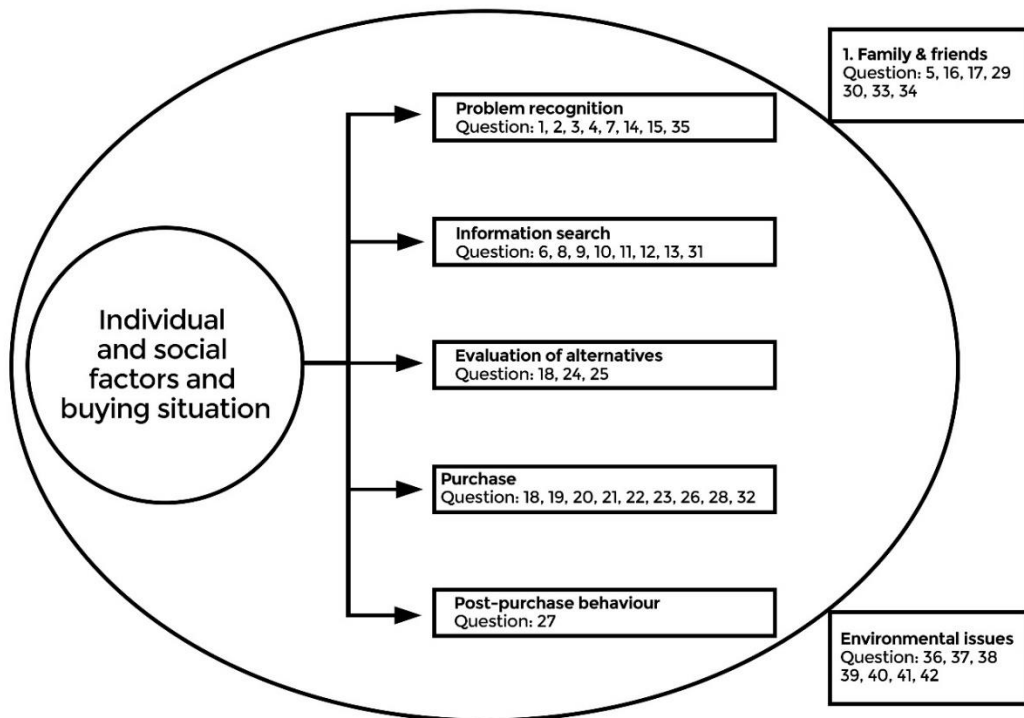 1. Family & friends
Question: 5, 16, 17, 29
30, 33, 34
Problem recognition
Question: 1, 2, 3, 4, 7, 14, 15, 35
Information search
Question: 6, 8, 9, 10, 11, 12, 13, 31
Individual
and social
factors and
buying situation
Evaluation of alternatives
Question: 18, 24, 25
Purchase
Question: 18, 19, 20, 21, 22, 23, 26, 28, 32
Post-purchase behaviour
Question: 27
Environmental issues
Question: 36, 37, 38
39, 40, 41, 42